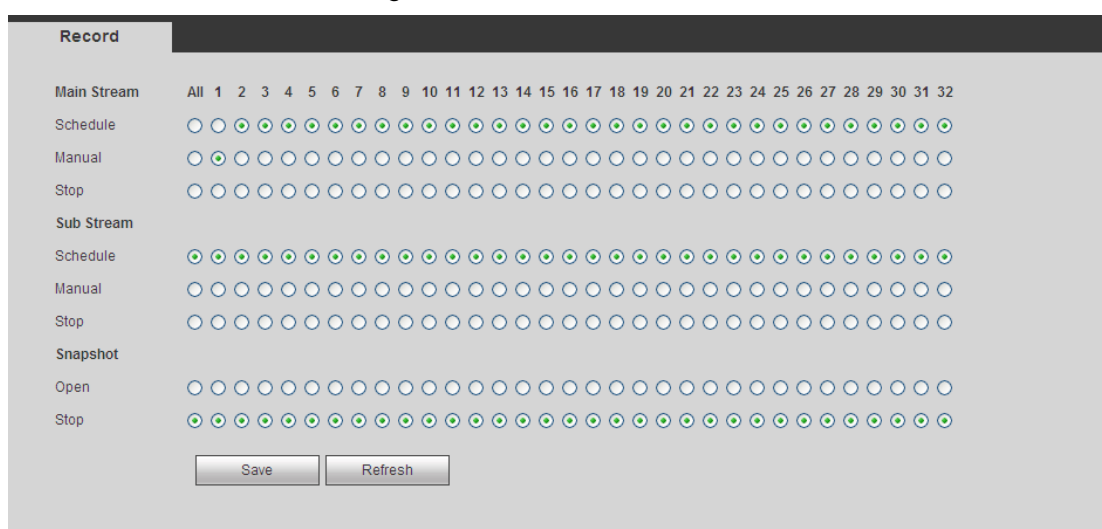 Record
Main Stream All 1 2 3 4 5 6 7 8 9 10 11 12 13 14 15 16 17 18 19 20 21 22 23 24 25 26 27 28 29 30 31 32
Schedule
Manual
Stop
Sub Stream
Schedule
Manual
Stop
Snapshot
Open
Stop
Save Refresh